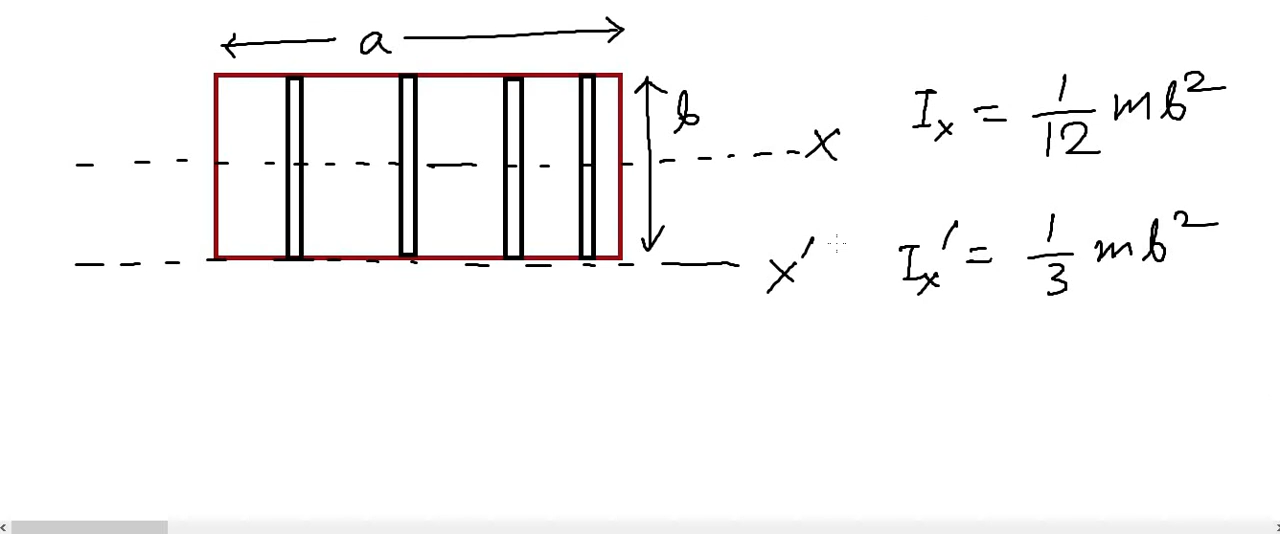 a
b
X
X′
Iₓ = 1/12 mb²
Iₓ′ = 1/3 mb²